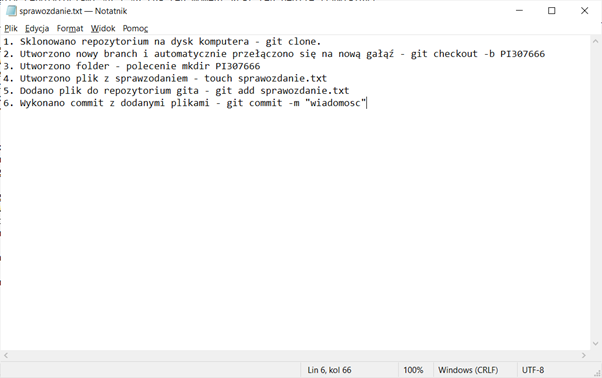 sprawozdanie.txt — Notatnik
Plik Edycja Format Widok Pomoc
1. Sklonowano repozytorium na dysk komputera - git clone.
2. Utworzono nowy branch i automatycznie przełączono się na nową gałąź - git checkout -b PI307666
3. Utworzono folder - polecenie mkdir PI307666
4. Utworzono plik z sprawzodaniem - touch sprawozdanie.txt
5. Dodano plik do repozytorium gita - git add sprawozdanie.txt
6. Wykonano commit z dodanymi plikami - git commit -m "wiadomosc"
Lin 6, kol 66 100% Windows (CRLF) UTF-8